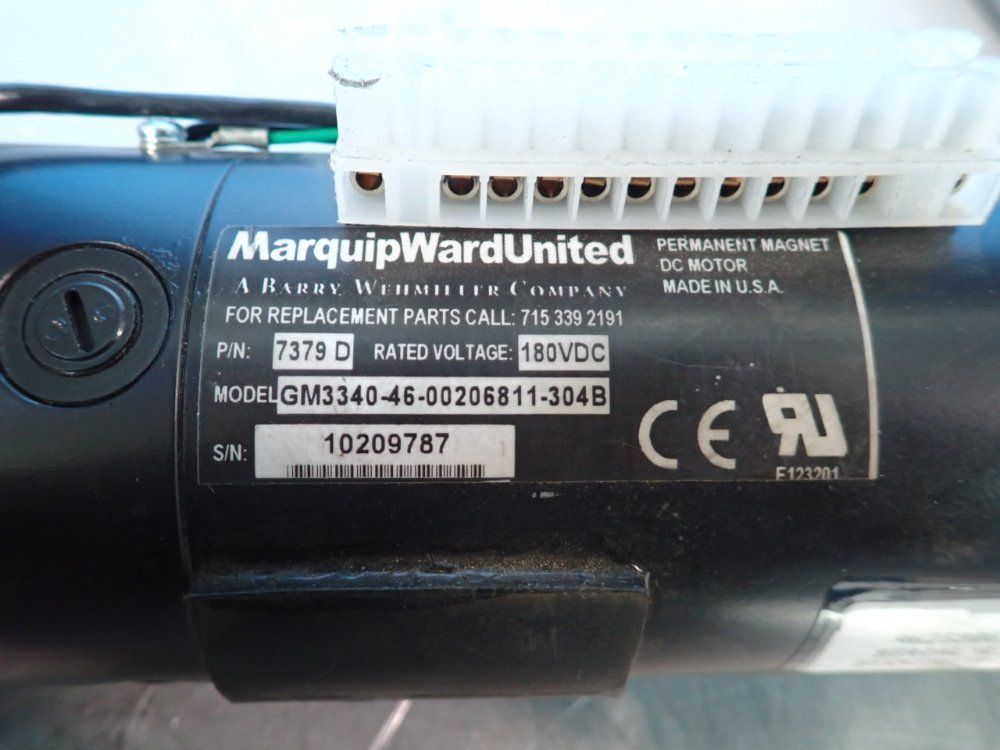 MarquipWardUnited
A BARRY WEHMILLER COMPANY
PERMANENT MAGNET
DC MOTOR
MADE IN U.S.A.
FOR REPLACEMENT PARTS CALL: 715 339 2191
P/N: 7379 D RATED VOLTAGE: 180VDC
MODEL GM3340-46-00206811-304B
S/N: 10209787
CE RU
E123201